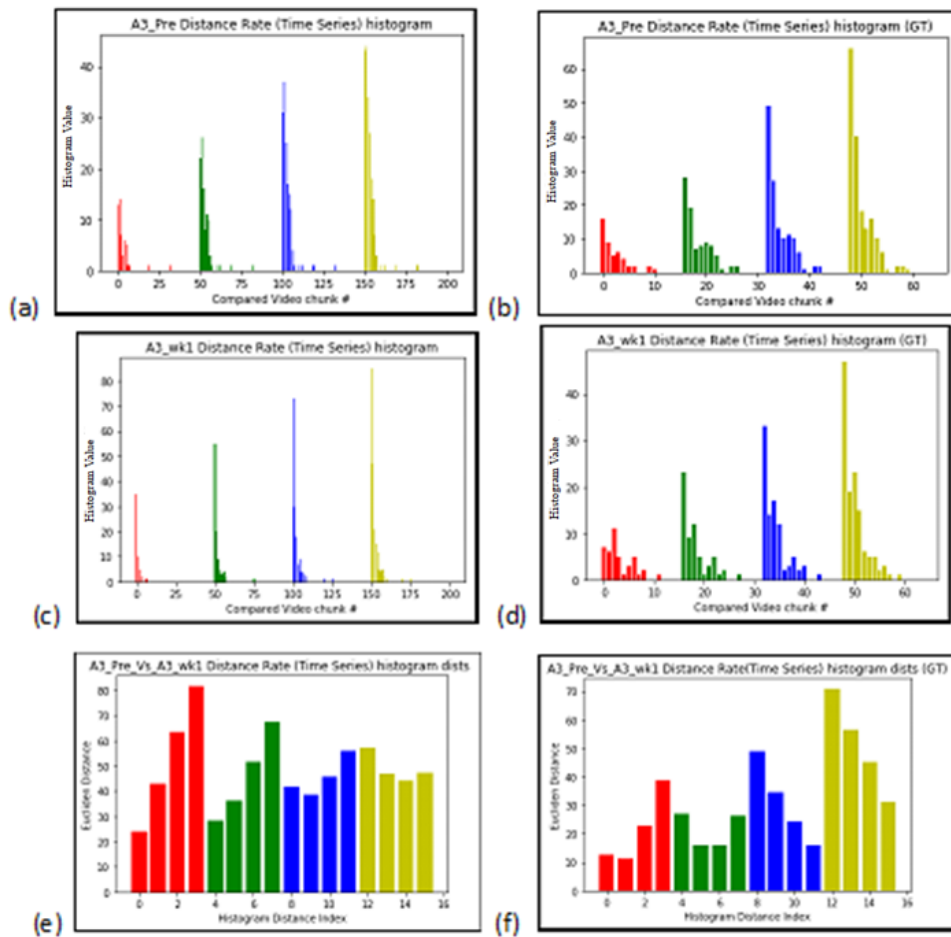 A3_Pre Distance Rate (Time Series) histogram
Histogram Value
40
30
20
10
0
0 25 50 75 100 125 150 175 200
Compared Video chunk #
(a)
A3_Pre Distance Rate (Time Series) histogram (GT)
Histogram Value
60
50
40
30
20
10
0
0 10 20 30 40 50 60
Compared Video chunk #
(b)
A3_wk1 Distance Rate (Time Series) histogram
Histogram Value
80
70
60
50
40
30
20
10
0
0 25 50 75 100 125 150 175 200
Compared Video chunk #
(c)
A3_wk1 Distance Rate (Time Series) histogram (GT)
Histogram Value
40
30
20
10
0
0 10 20 30 40 50 60
Compared Video chunk #
(d)
A3_Pre_Vs_A3_wk1 Distance Rate (Time Series) histogram dists
Euclidien Distance
80
70
60
50
40
30
20
10
0
0 2 4 6 8 10 12 14 16
Histogram Distance Index
(e)
A3_Pre_Vs_A3_wk1 Distance Rate(Time Series) histogram dists (GT)
Euclidien Distance
70
60
50
40
30
20
10
0
0 2 4 6 8 10 12 14 16
Histogram Distance Index
(f)